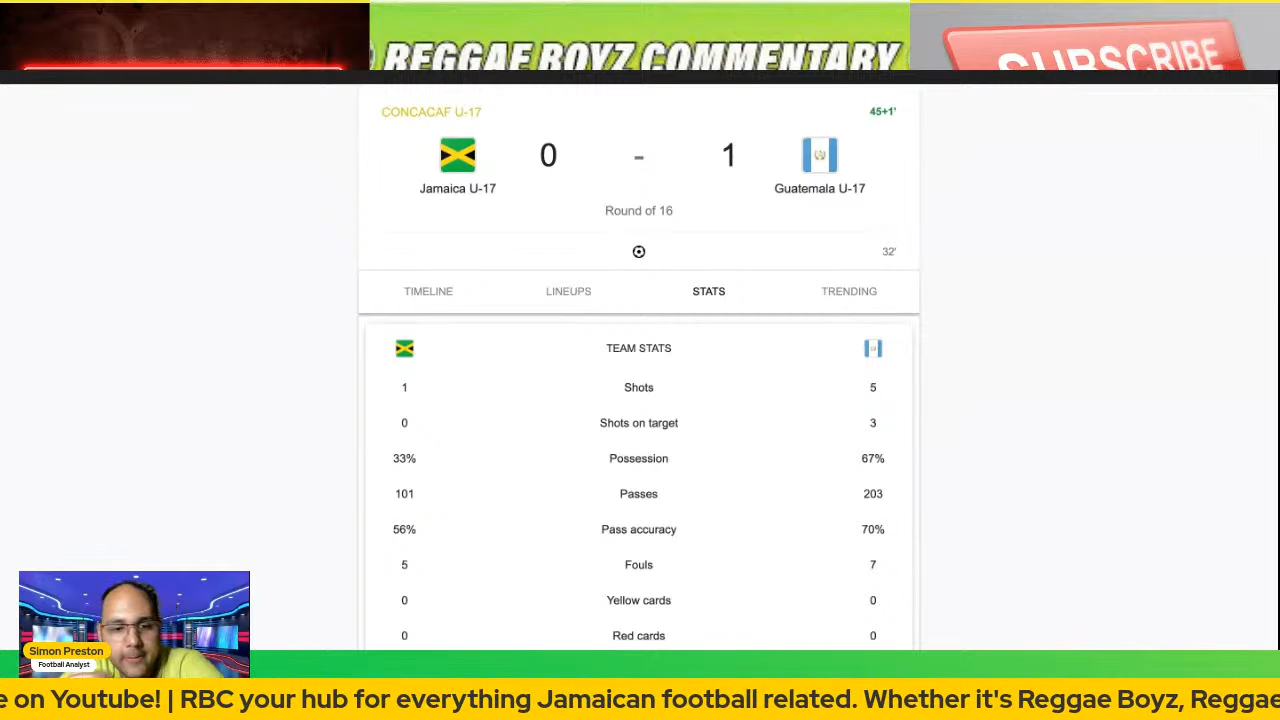 REGGAE BOYZ COMMENTARY
SUBSCRIBE
CONCACAF U-17
45+1'
0 - 1
Jamaica U-17
Guatemala U-17
Round of 16
32'
TIMELINE LINEUPS STATS TRENDING
TEAM STATS
1 Shots 5
0 Shots on target 3
33% Possession 67%
101 Passes 203
56% Pass accuracy 70%
5 Fouls 7
0 Yellow cards 0
0 Red cards 0
Simon Preston
Football Analyst
e on Youtube! | RBC your hub for everything Jamaican football related. Whether it's Reggae Boyz, Reggae